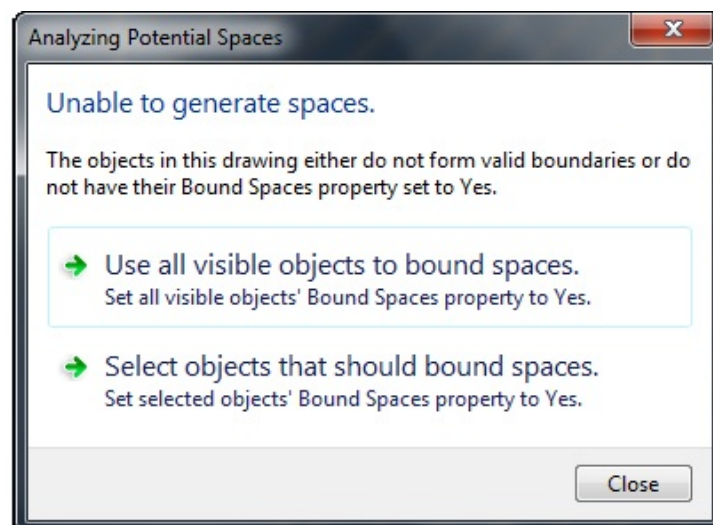 Analyzing Potential Spaces
Unable to generate spaces.
The objects in this drawing either do not form valid boundaries or do
not have their Bound Spaces property set to Yes.
Use all visible objects to bound spaces.
Set all visible objects' Bound Spaces property to Yes.
Select objects that should bound spaces.
Set selected objects' Bound Spaces property to Yes.
Close